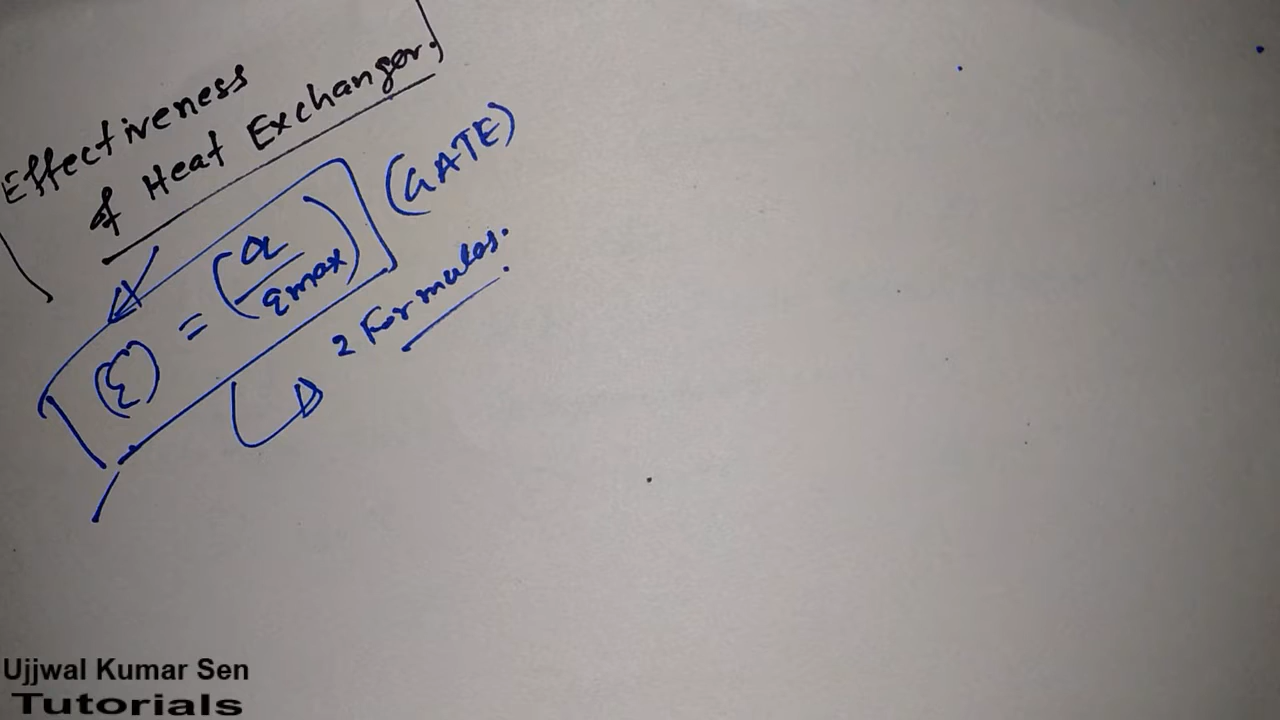 Effectiveness
of Heat Exchanger.
(ε) = (Q / qmax)
(GATE)
2 Formulas.
Ujjwal Kumar Sen
Tutorials